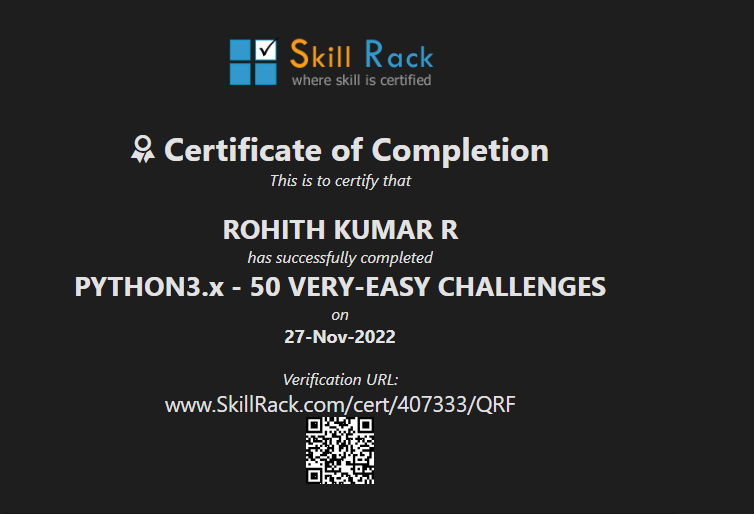 Skill Rack
where skill is certified
Certificate of Completion
This is to certify that
ROHITH KUMAR R
has successfully completed
PYTHON3.x - 50 VERY-EASY CHALLENGES
on
27-Nov-2022
Verification URL:
www.SkillRack.com/cert/407333/QRF